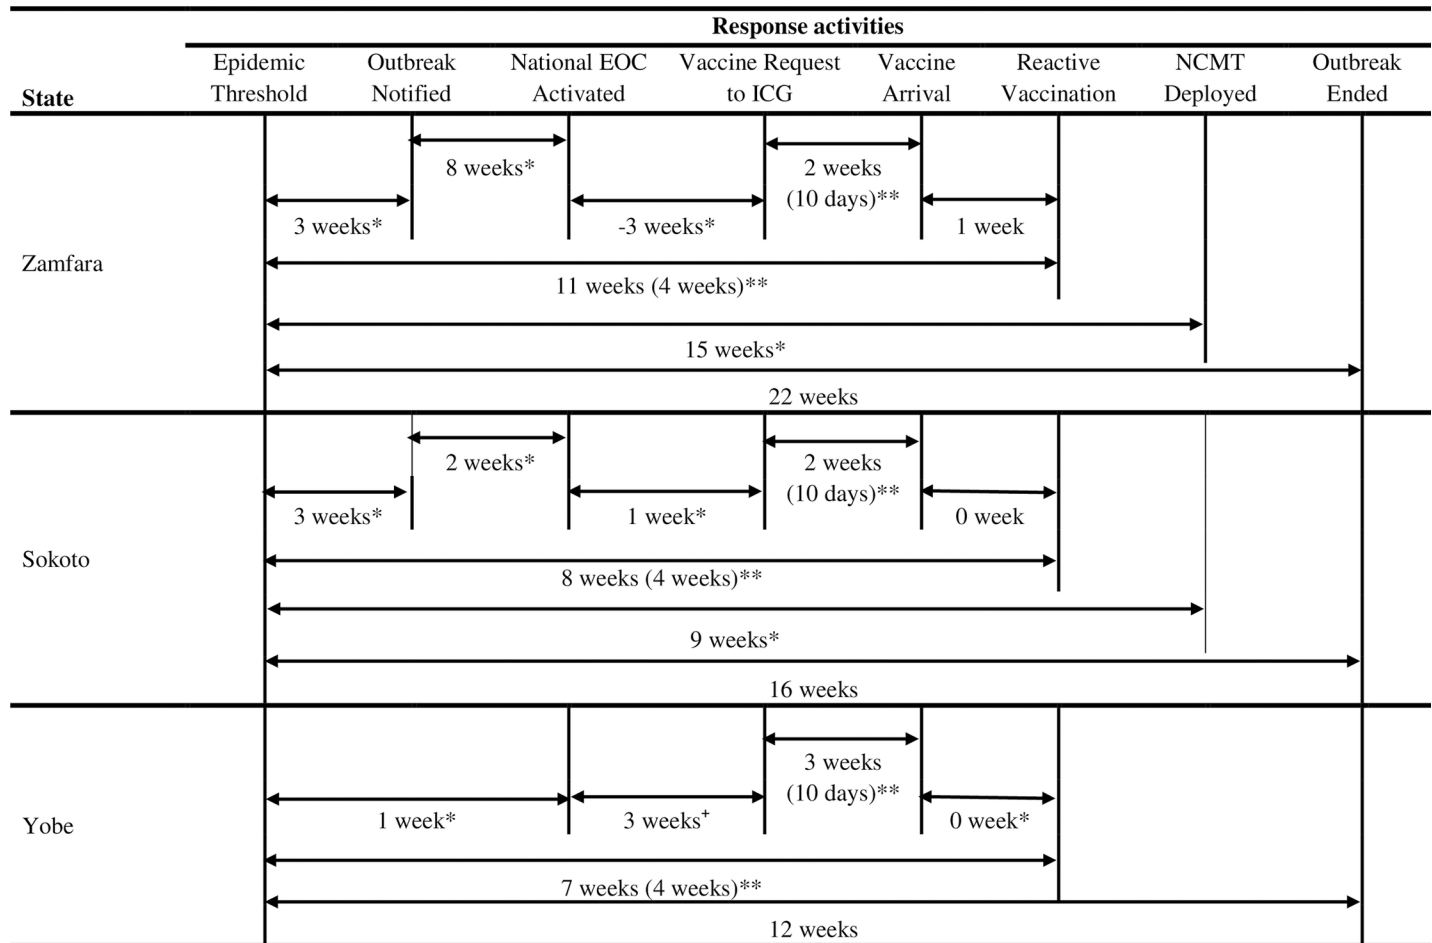 Response activities
State
Epidemic Threshold
Outbreak Notified
National EOC Activated
Vaccine Request to ICG
Vaccine Arrival
Reactive Vaccination
NCMT Deployed
Outbreak Ended
Zamfara
8 weeks*
2 weeks
(10 days)**
3 weeks*
-3 weeks*
1 week
11 weeks (4 weeks)**
15 weeks*
22 weeks
Sokoto
2 weeks*
2 weeks
(10 days)**
3 weeks*
1 week*
0 week
8 weeks (4 weeks)**
9 weeks*
16 weeks
Yobe
3 weeks
(10 days)**
1 week*
3 weeks⁺
0 week*
7 weeks (4 weeks)**
12 weeks